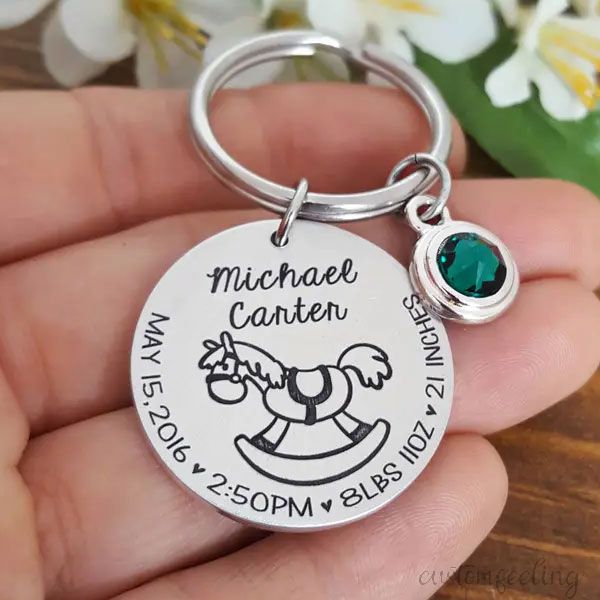 Michael
Carter
MAY 15, 2016 ♥ 2:50PM ♥ 8LBS 11OZ ♥ 21 INCHES
customfeeling